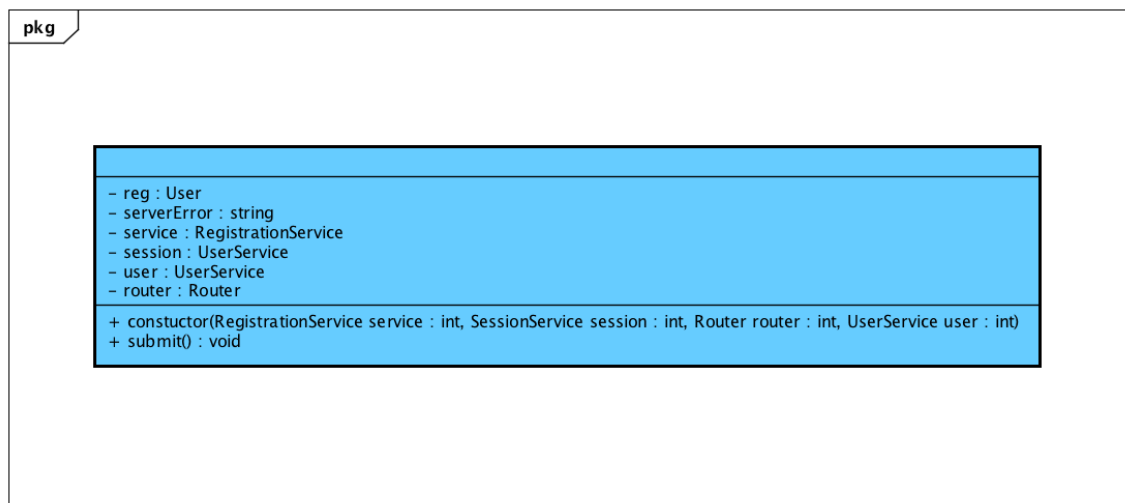 pkg
– reg : User
– serverError : string
– service : RegistrationService
– session : UserService
– user : UserService
– router : Router
+ constuctor(RegistrationService service : int, SessionService session : int, Router router : int, UserService user : int)
+ submit() : void